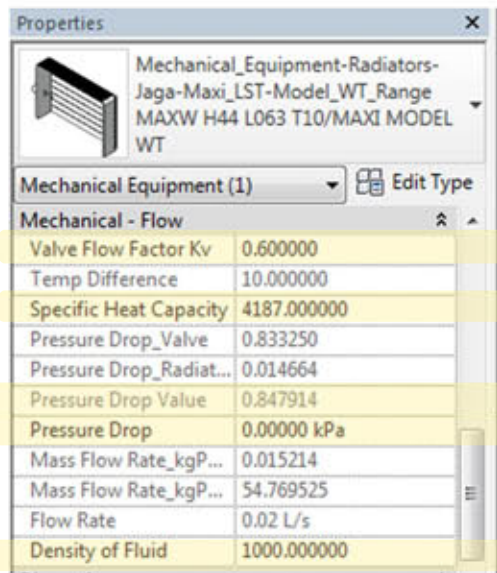 Properties
Mechanical_Equipment-Radiators-
Jaga-Maxi_LST-Model_WT_Range
MAXW H44 L063 T10/MAXI MODEL
WT
Mechanical Equipment (1) Edit Type
Mechanical - Flow
Valve Flow Factor Kv 0.600000
Temp Difference 10.000000
Specific Heat Capacity 4187.000000
Pressure Drop_Valve 0.833250
Pressure Drop_Radiat... 0.014664
Pressure Drop Value 0.847914
Pressure Drop 0.00000 kPa
Mass Flow Rate_kgP... 0.015214
Mass Flow Rate_kgP... 54.769525
Flow Rate 0.02 L/s
Density of Fluid 1000.000000